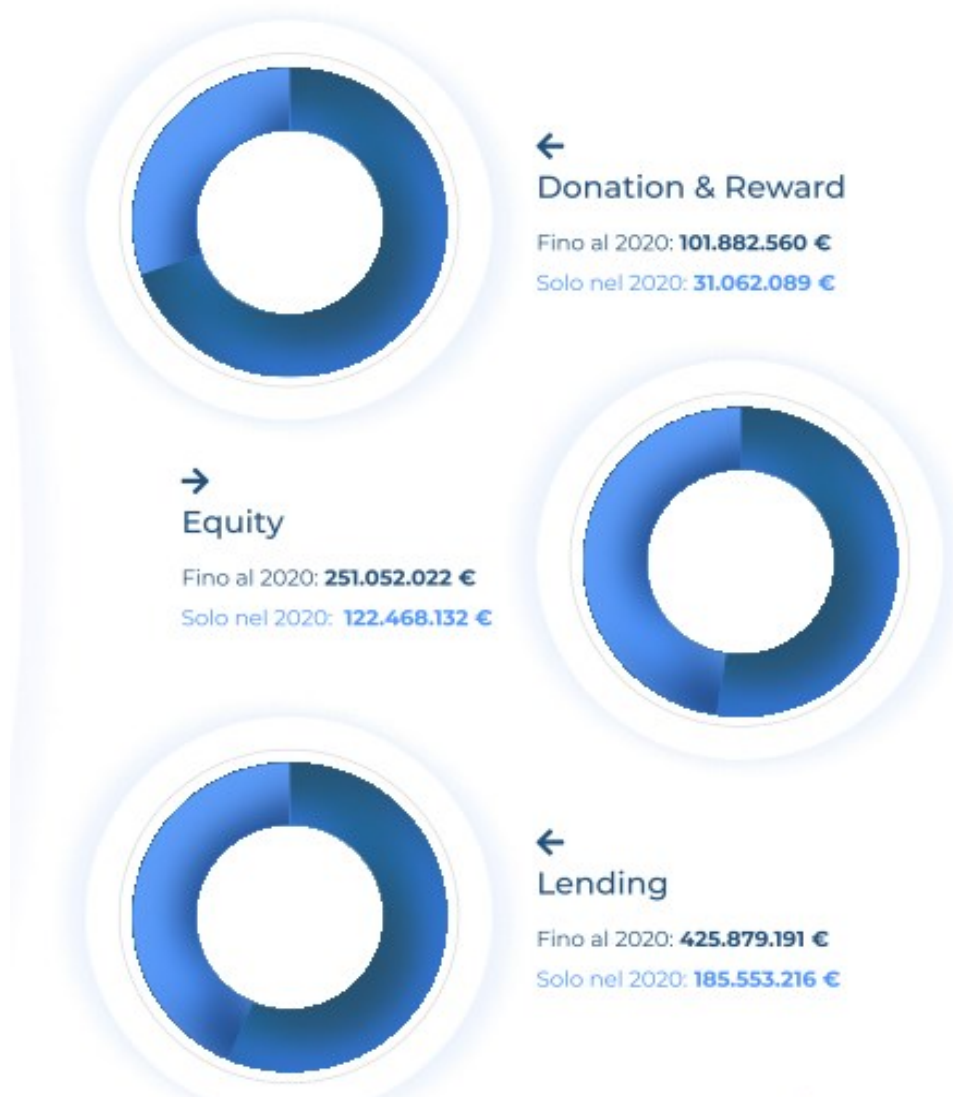 Donation & Reward
Fino al 2020: 101.882.560 €
Solo nel 2020: 31.062.089 €
Equity
Fino al 2020: 251.052.022 €
Solo nel 2020: 122.468.132 €
Lending
Fino al 2020: 425.879.191 €
Solo nel 2020: 185.553.216 €